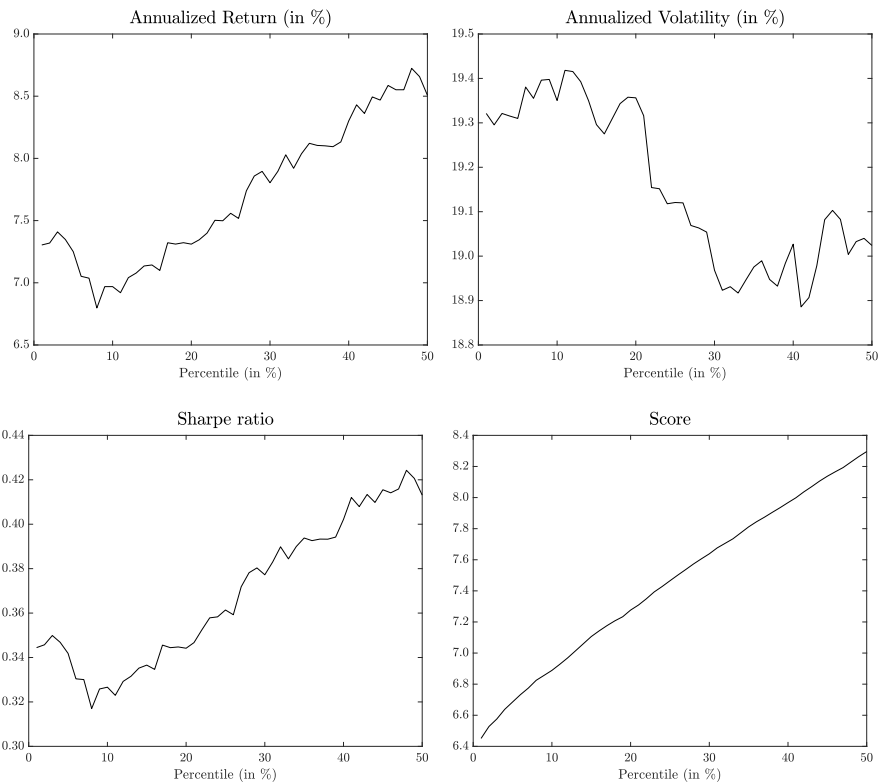 Annualized Return (in %)
9.0
8.5
8.0
7.5
7.0
6.5
0 10 20 30 40 50
Percentile (in %)
Annualized Volatility (in %)
19.5
19.4
19.3
19.2
19.1
19.0
18.9
18.8
0 10 20 30 40 50
Percentile (in %)
Sharpe ratio
0.44
0.42
0.40
0.38
0.36
0.34
0.32
0.30
0 10 20 30 40 50
Percentile (in %)
Score
8.4
8.2
8.0
7.8
7.6
7.4
7.2
7.0
6.8
6.6
6.4
0 10 20 30 40 50
Percentile (in %)